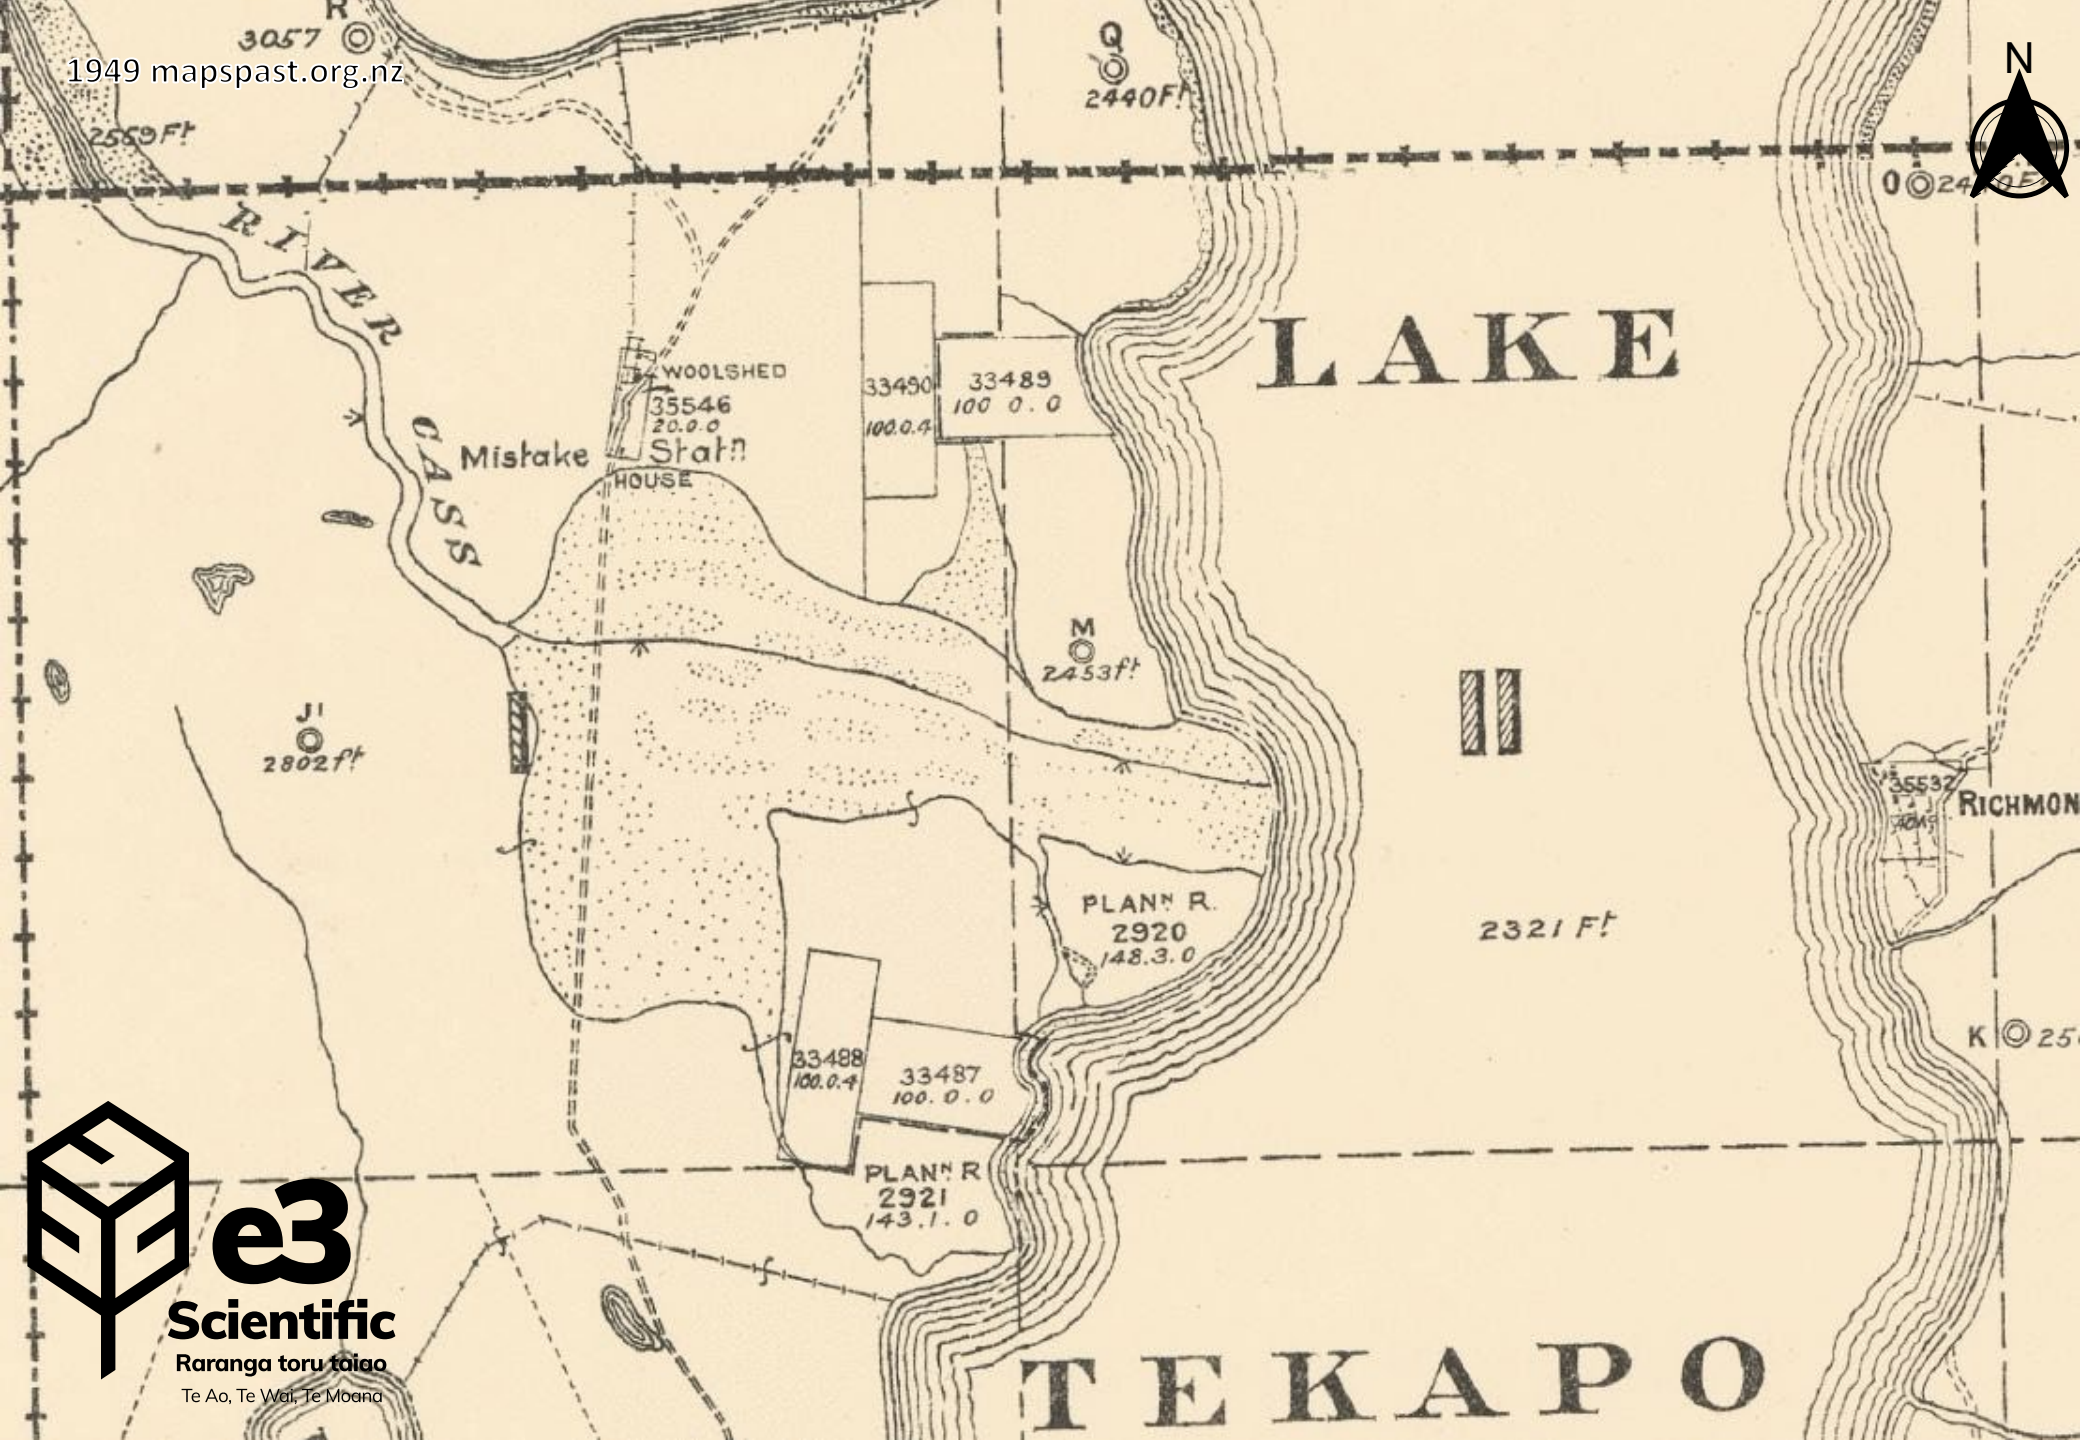 R
3057
1949 mapspast.org.nz
2559Ft
Q
2440Ft
N
O
RIVER
CASS
LAKE
WOOLSHED
35546
20.0.0
Mistake Statn
HOUSE
33490
100.0.4
33489
100 0.0
M
2453ft
J1
2802ft
II
35532
RICHMON
PLANN R.
2920
148.3.0
2321 Ft
K
33488
100.0.4
33487
100.0.0
PLANN R
2921
143.1.0
e3
Scientific
Raranga toru taiao
Te Ao, Te Wai, Te Moana
TEKAPO